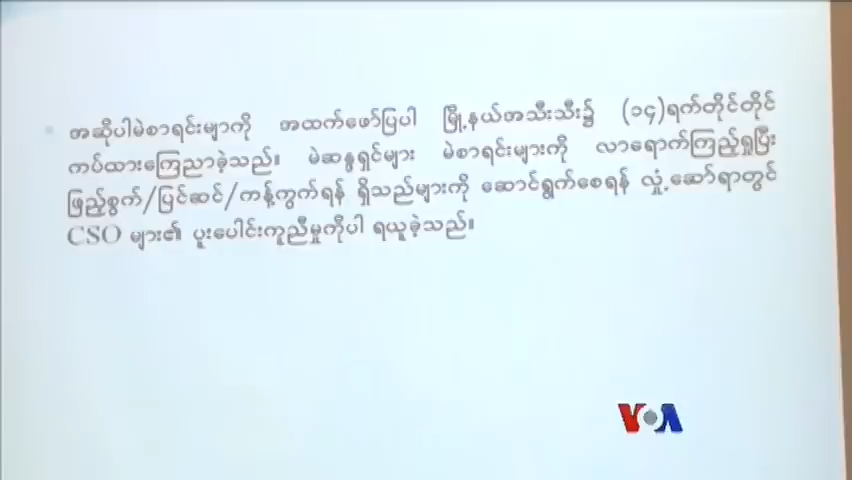 အဆိုပါမဲစာရင်းမျာကို အထက်ဖော်ပြပါ မြို့နယ်အသီးသီး၌ (၁၄)ရက်တိုင်တိုင်
ကပ်ထားကြေညာခဲ့သည်။ မဲဆန္ဒရှင်များ မဲစာရင်းများကို လာရောက်ကြည့်ရှုပြီး
ဖြည့်စွက်/ပြင်ဆင်/ကန့်ကွက်ရန် ရှိသည်များကို ဆောင်ရွက်စေရန် လှုံ့ဆော်ရာတွင်
CSO များ၏ ပူးပေါင်းကူညီမှုကိုပါ ရယူခဲ့သည်။
VOA